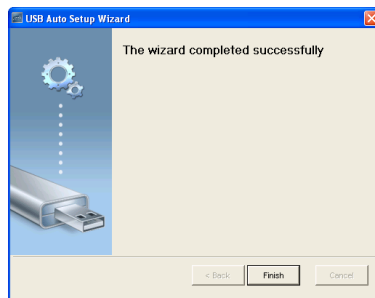 USB Auto Setup Wizard
The wizard completed successfully
< Back Finish Cancel